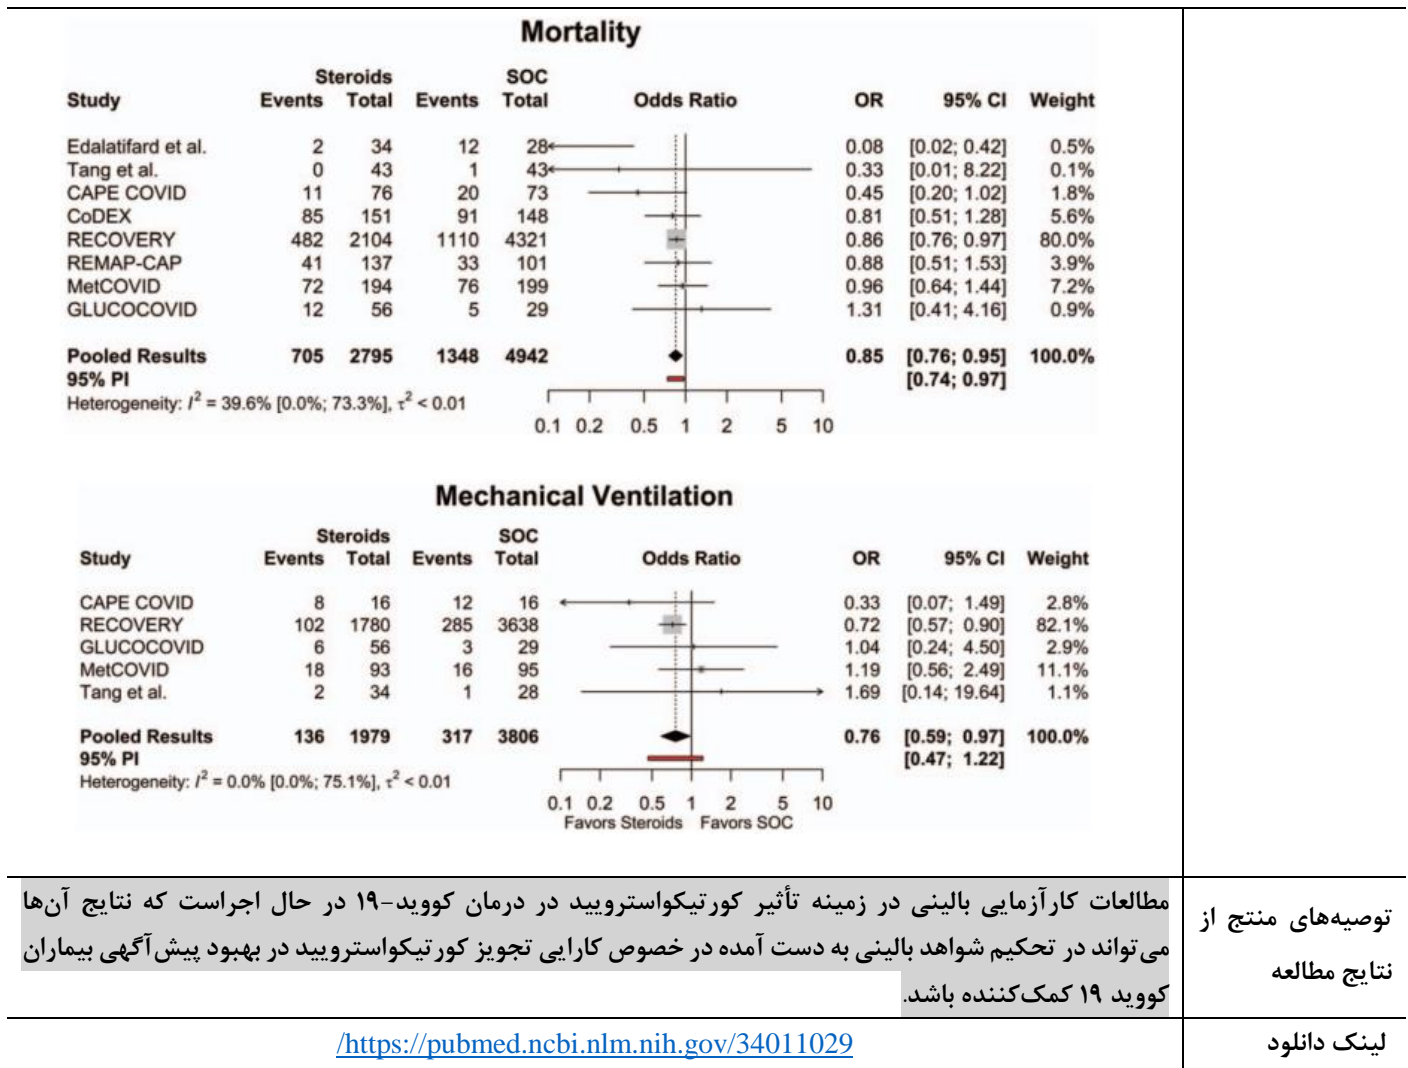 Mortality
Steroids SOC
Study Events Total Events Total Odds Ratio OR 95% CI Weight
Edalatifard et al. 2 34 12 28 0.08 [0.02; 0.42] 0.5%
Tang et al. 0 43 1 43 0.33 [0.01; 8.22] 0.1%
CAPE COVID 11 76 20 73 0.45 [0.20; 1.02] 1.8%
CoDEX 85 151 91 148 0.81 [0.51; 1.28] 5.6%
RECOVERY 482 2104 1110 4321 0.86 [0.76; 0.97] 80.0%
REMAP-CAP 41 137 33 101 0.88 [0.51; 1.53] 3.9%
MetCOVID 72 194 76 199 0.96 [0.64; 1.44] 7.2%
GLUCOCOVID 12 56 5 29 1.31 [0.41; 4.16] 0.9%
Pooled Results 705 2795 1348 4942 0.85 [0.76; 0.95] 100.0%
95% PI [0.74; 0.97]
Heterogeneity: I² = 39.6% [0.0%; 73.3%], τ² < 0.01
0.1 0.2 0.5 1 2 5 10
Mechanical Ventilation
Steroids SOC
Study Events Total Events Total Odds Ratio OR 95% CI Weight
CAPE COVID 8 16 12 16 0.33 [0.07; 1.49] 2.8%
RECOVERY 102 1780 285 3638 0.72 [0.57; 0.90] 82.1%
GLUCOCOVID 6 56 3 29 1.04 [0.24; 4.50] 2.9%
MetCOVID 18 93 16 95 1.19 [0.56; 2.49] 11.1%
Tang et al. 2 34 1 28 1.69 [0.14; 19.64] 1.1%
Pooled Results 136 1979 317 3806 0.76 [0.59; 0.97] 100.0%
95% PI [0.47; 1.22]
Heterogeneity: I² = 0.0% [0.0%; 75.1%], τ² < 0.01
0.1 0.2 0.5 1 2 5 10
Favors Steroids Favors SOC
توصیه‌های منتج از
نتایج مطالعه
مطالعات کارآزمایی بالینی در زمینه تأثیر کورتیکواسترویید در درمان کووید-۱۹ در حال اجراست که نتایج آن‌ها
می‌تواند در تحکیم شواهد بالینی به دست آمده در خصوص کارایی تجویز کورتیکواسترویید در بهبود پیش‌آگهی بیماران
کووید ۱۹ کمک‌کننده باشد.
لینک دانلود
/https://pubmed.ncbi.nlm.nih.gov/34011029